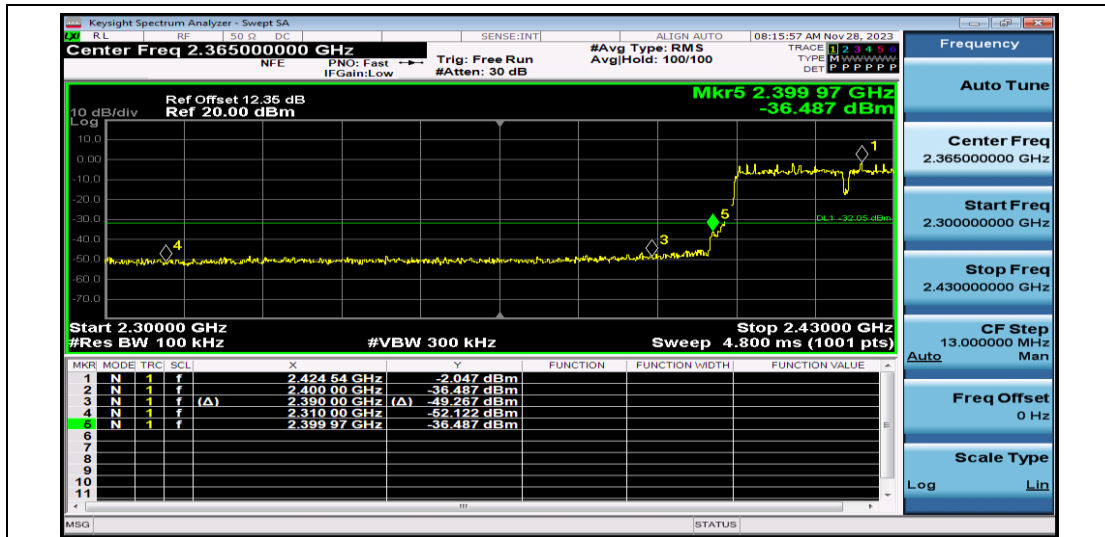 Keysight Spectrum Analyzer - Swept SA
LXI RL RF 50 Ω DC SENSE:INT ALIGN AUTO 08:15:57 AM Nov 28, 2023
Center Freq 2.365000000 GHz #Avg Type: RMS TRACE 1 2 3 4 5 6
NFE PNO: Fast Trig: Free Run Avg|Hold: 100/100 TYPE M WWWWW
IFGain:Low #Atten: 30 dB DET P P P P P P
Mkr5 2.399 97 GHz
Ref Offset 12.35 dB
10 dB/div Ref 20.00 dBm -36.487 dBm
Log
10.0
0.00
-10.0
-20.0
-30.0
-40.0
-50.0
-60.0
-70.0
1
5
DL1 -32.05 dBm
3
4
Start 2.30000 GHz Stop 2.43000 GHz
#Res BW 100 kHz #VBW 300 kHz Sweep 4.800 ms (1001 pts)
MKR MODE TRC SCL X Y FUNCTION FUNCTION WIDTH FUNCTION VALUE
1 N 1 f 2.424 54 GHz -2.047 dBm
2 N 1 f 2.400 00 GHz -36.487 dBm
3 N 1 f (Δ) 2.390 00 GHz (Δ) -49.267 dBm
4 N 1 f 2.310 00 GHz -52.122 dBm
5 N 1 f 2.399 97 GHz -36.487 dBm
6
7
8
9
10
11
MSG STATUS
Frequency
Auto Tune
Center Freq
2.365000000 GHz
Start Freq
2.300000000 GHz
Stop Freq
2.430000000 GHz
CF Step
13.000000 MHz
Auto Man
Freq Offset
0 Hz
Scale Type
Log Lin